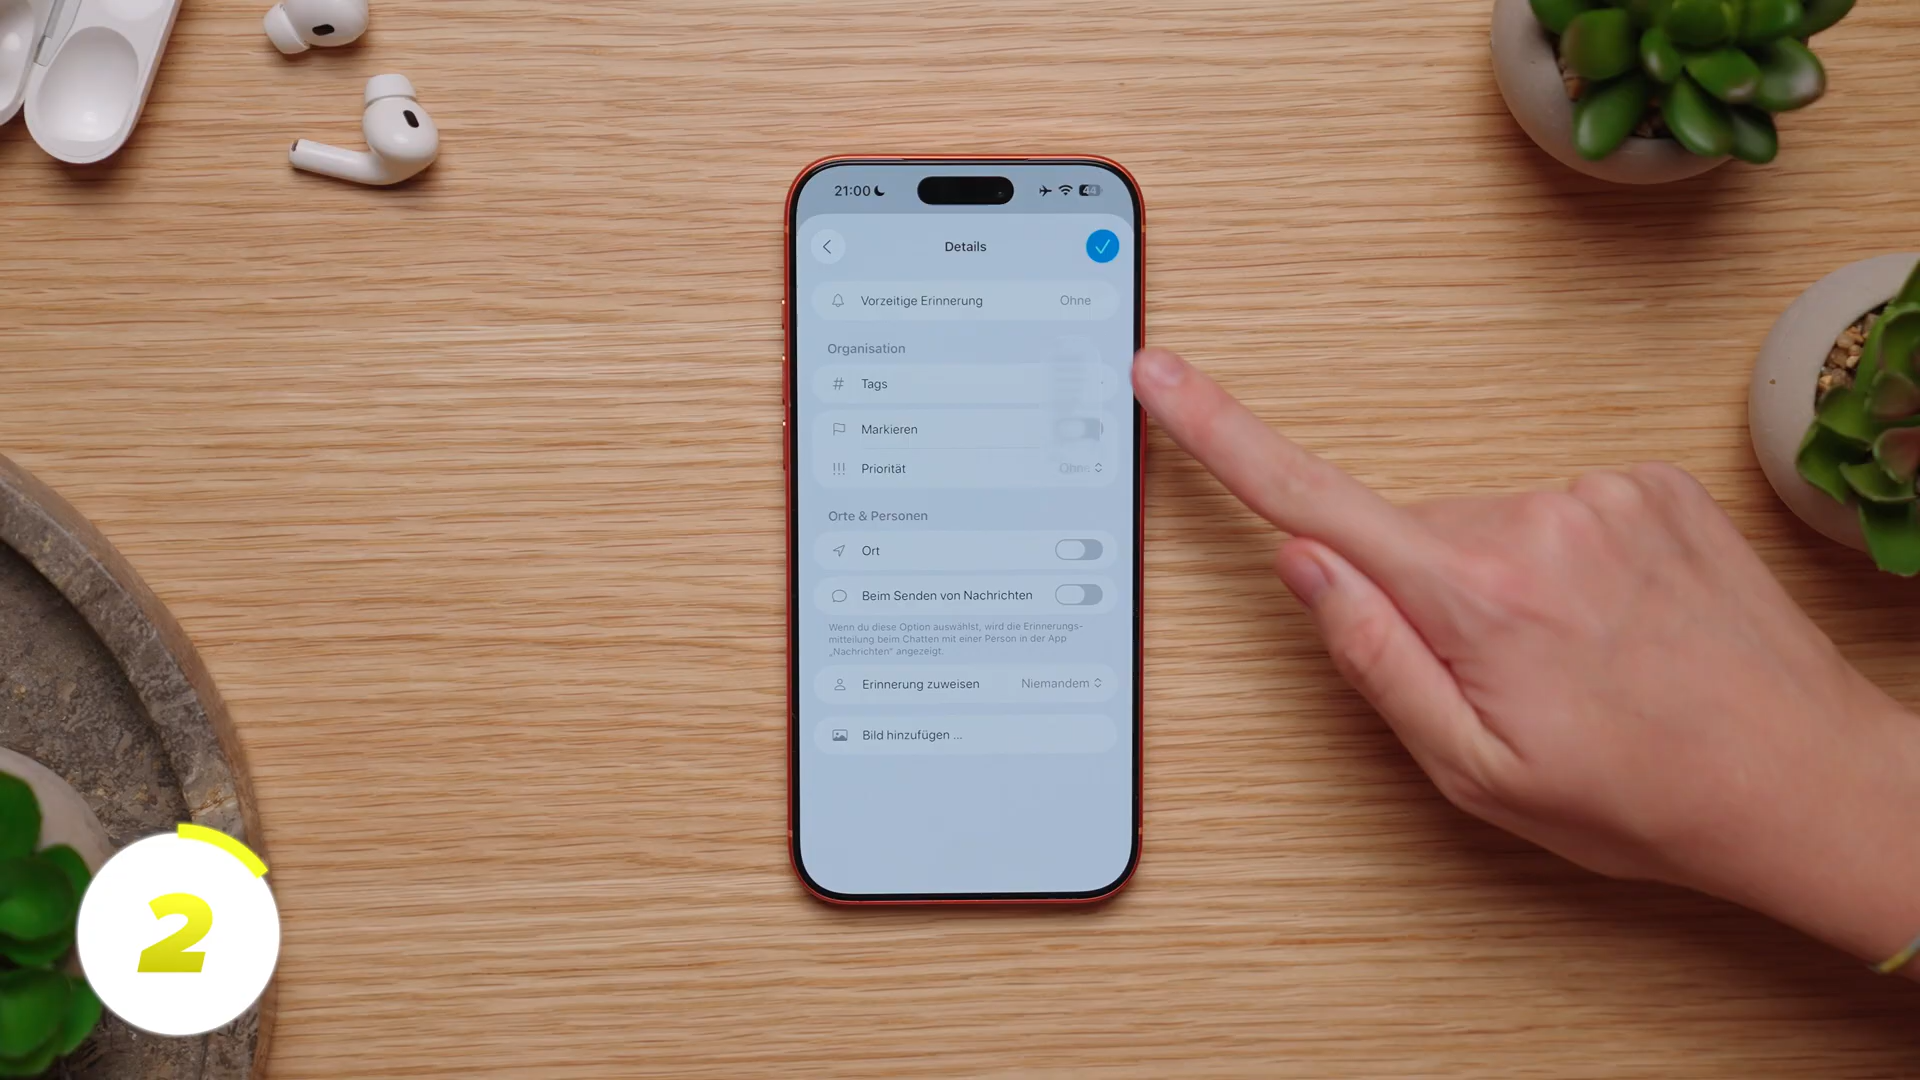 21:00
44
Details
Vorzeitige Erinnerung Ohne
Organisation
# Tags
Markieren
!!! Priorität Ohne
Orte & Personen
Ort
Beim Senden von Nachrichten
Wenn du diese Option auswählst, wird die Erinnerungs-
mitteilung beim Chatten mit einer Person in der App
„Nachrichten“ angezeigt.
Erinnerung zuweisen Niemandem
Bild hinzufügen ...
2